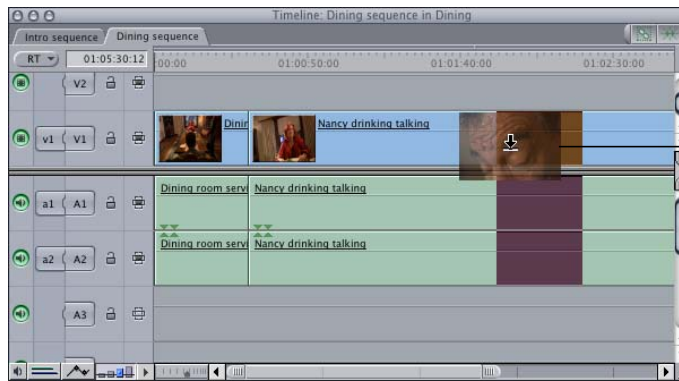 Timeline: Dining sequence in Dining
Intro sequence Dining sequence
RT 01:05:30:12 :00:00 01:00:50:00 01:01:40:00 01:02:30:00
V2
v1 V1 Dinin Nancy drinking talking
a1 A1 Dining room servi Nancy drinking talking
a2 A2 Dining room servi Nancy drinking talking
A3